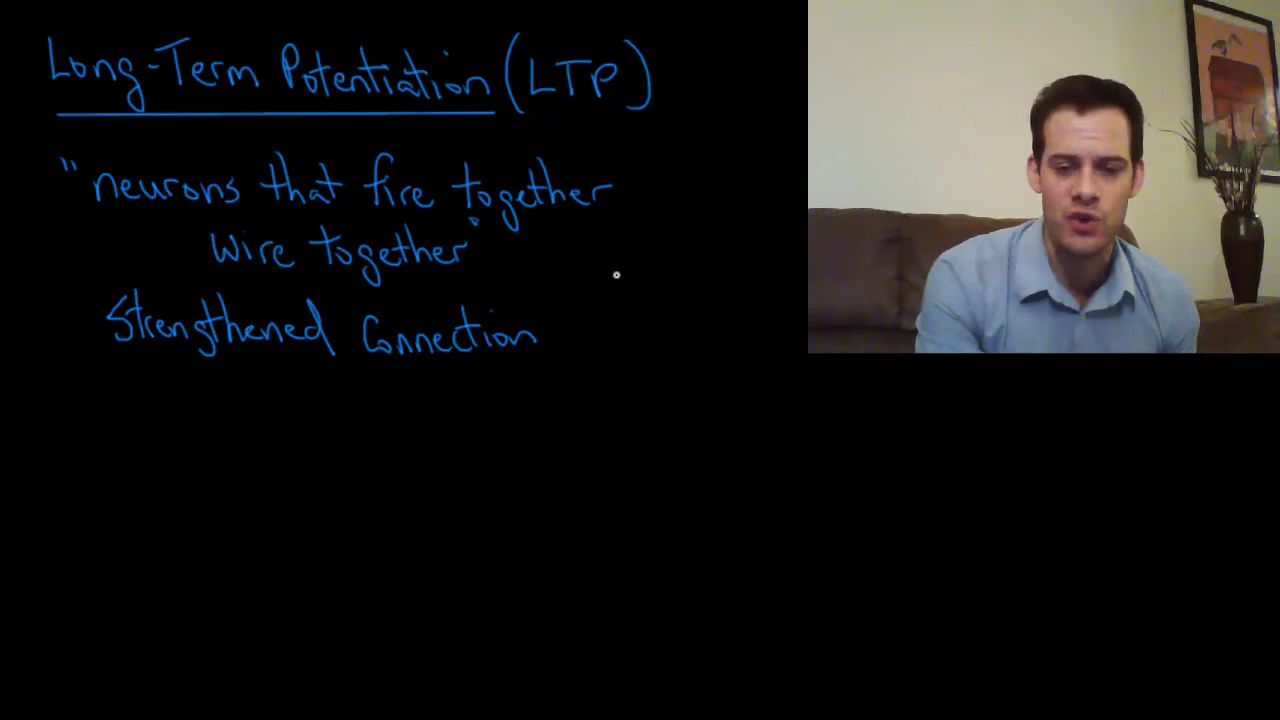 Long-Term Potentiation (LTP)
"neurons that fire together
wire together"
Strengthened Connection